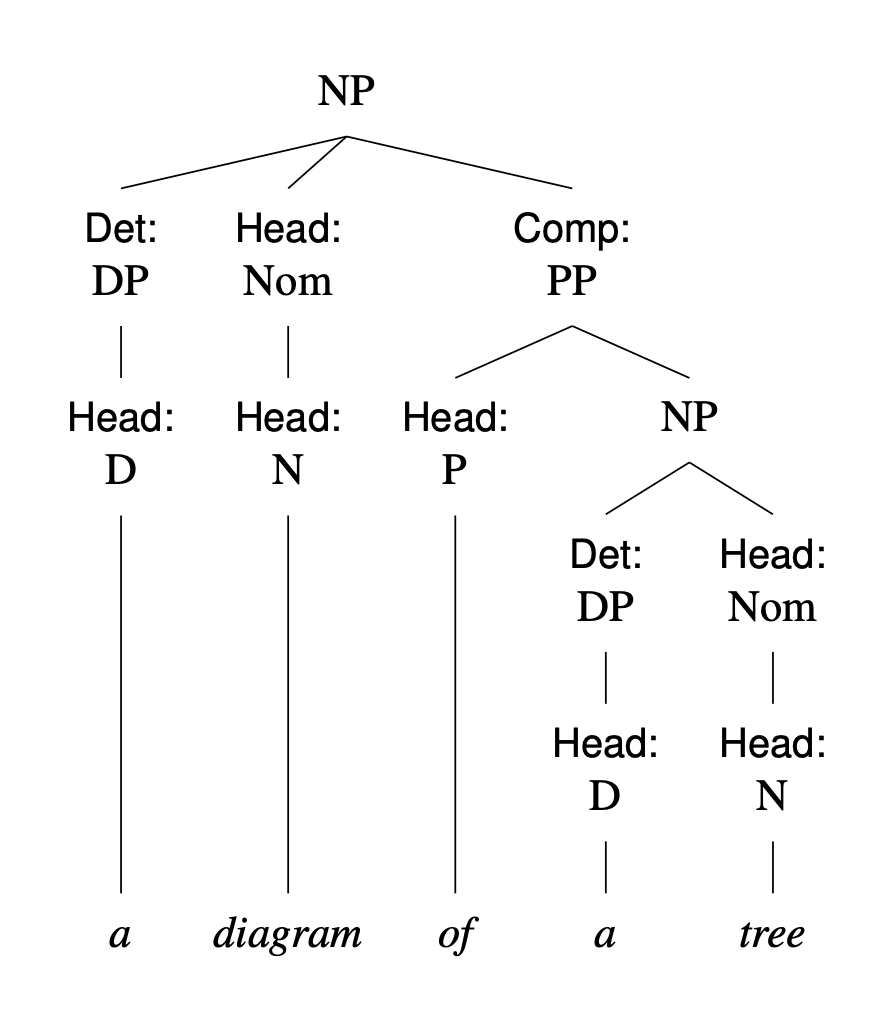 NP
Det: Head: Comp:
DP Nom PP
Head: Head: Head: NP
D N P
Det: Head:
DP Nom
Head: Head:
D N
a diagram of a tree